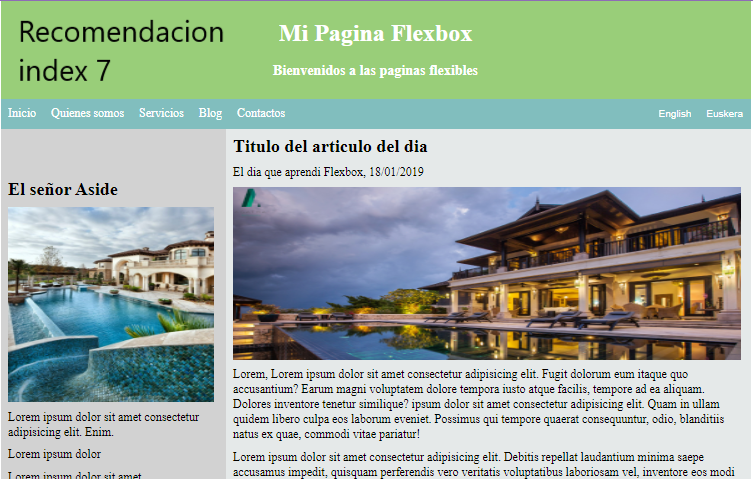 Recomendacion
index 7
Mi Pagina Flexbox
Bienvenidos a las paginas flexibles
Inicio Quienes somos Servicios Blog Contactos English Euskera
El señor Aside
Lorem ipsum dolor sit amet consectetur
adipisicing elit. Enim.
Lorem ipsum dolor
Lorem ipsum dolor sit amet
Titulo del articulo del dia
El dia que aprendi Flexbox, 18/01/2019
Lorem, Lorem ipsum dolor sit amet consectetur adipisicing elit. Fugit dolorum eum itaque quo
accusantium? Earum magni voluptatem dolore tempora iusto atque facilis, tempore ad ea aliquam.
Dolores inventore tenetur similique? ipsum dolor sit amet consectetur adipisicing elit. Quam in ullam
quidem libero culpa eos laborum eveniet. Possimus qui tempore quaerat consequuntur, odio, blanditiis
natus ex quae, commodi vitae pariatur!
Lorem ipsum dolor sit amet consectetur adipisicing elit. Debitis repellat laudantium minima saepe
accusamus impedit, quisquam perferendis vero veritatis voluptatibus laboriosam vel, inventore eos modi